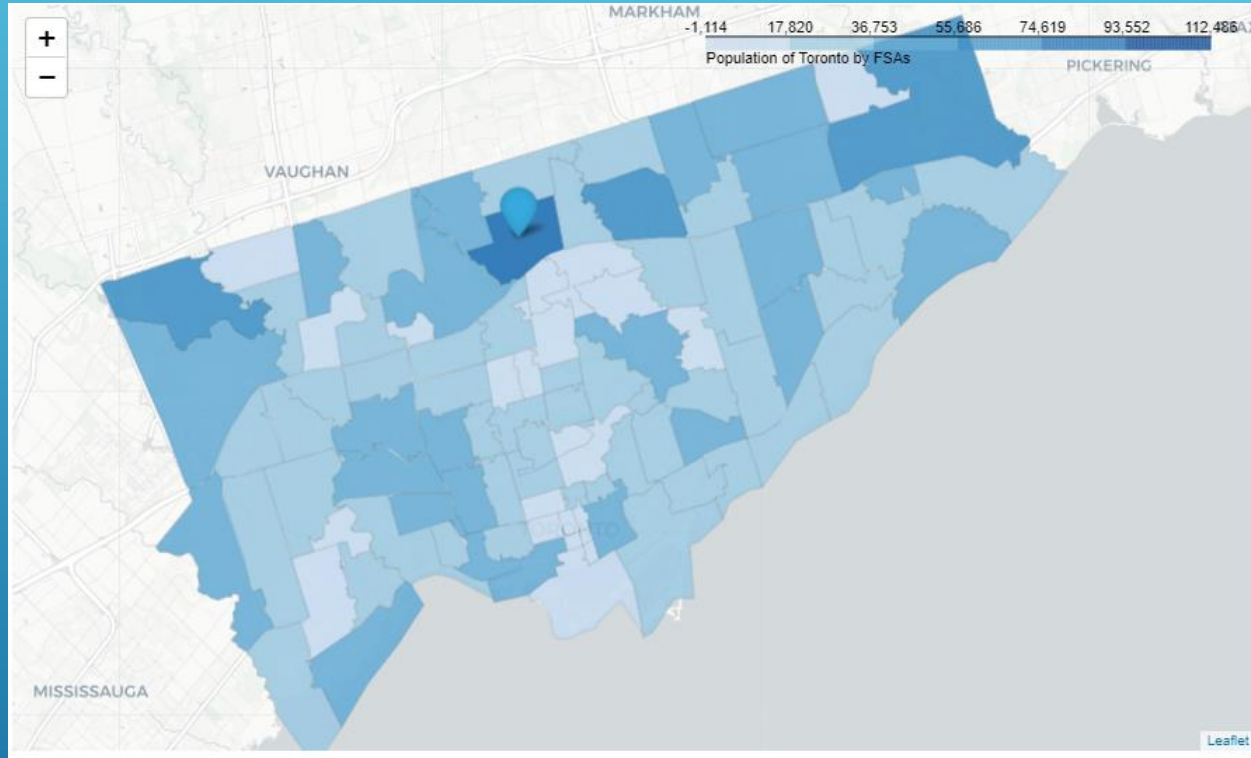 MARKHAM
+
−
-1,114 17,820 36,753 55,686 74,619 93,552 112,486
Population of Toronto by FSAs
PICKERING
VAUGHAN
TORONTO
MISSISSAUGA
Leaflet